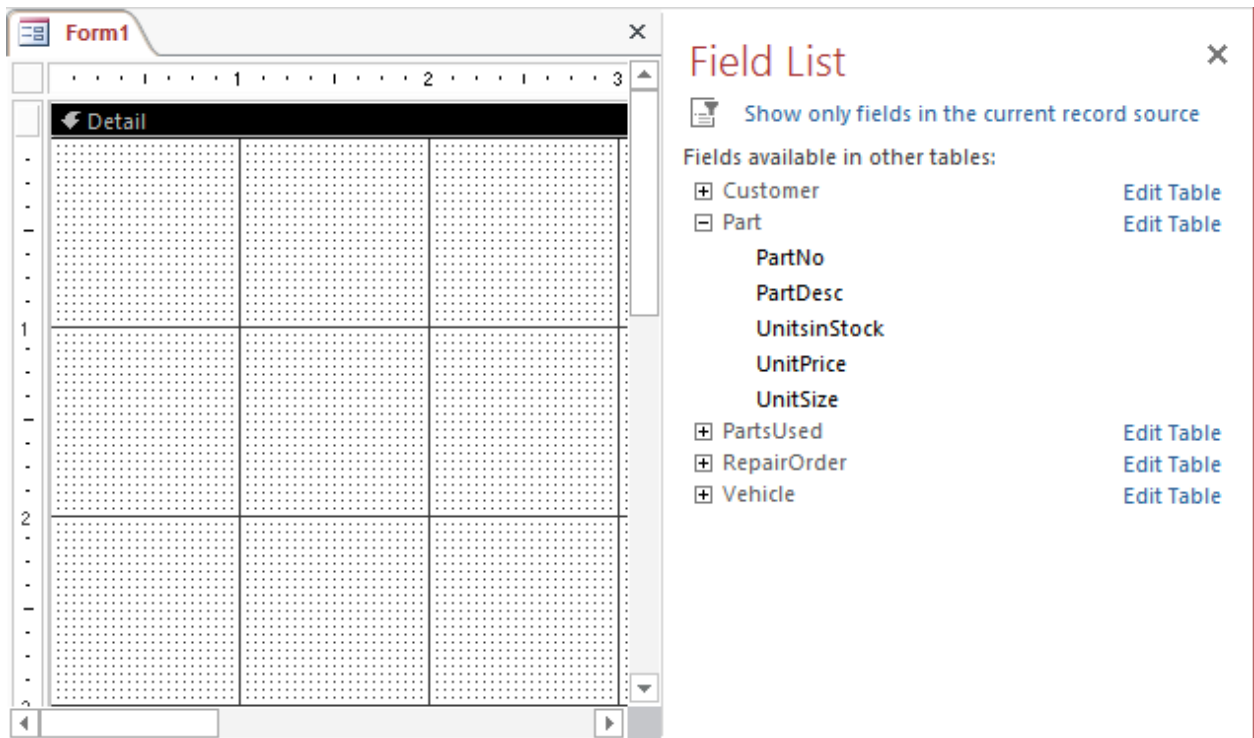 Form1
1 2 3
Detail
1
2
Field List
Show only fields in the current record source
Fields available in other tables:
Customer Edit Table
Part Edit Table
PartNo
PartDesc
UnitsinStock
UnitPrice
UnitSize
PartsUsed Edit Table
RepairOrder Edit Table
Vehicle Edit Table